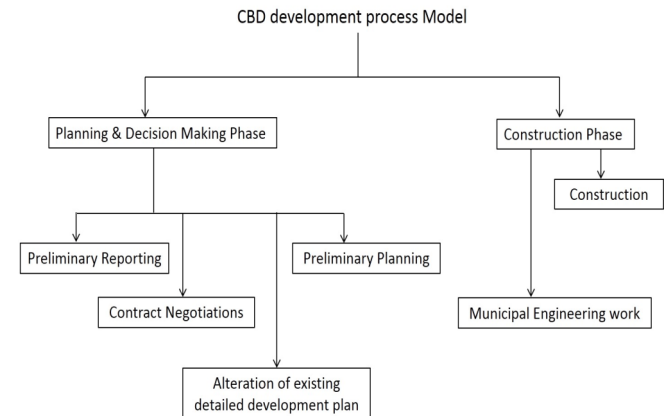 CBD development process Model
Planning & Decision Making Phase
Construction Phase
Construction
Preliminary Reporting
Preliminary Planning
Contract Negotiations
Municipal Engineering work
Alteration of existing
detailed development plan